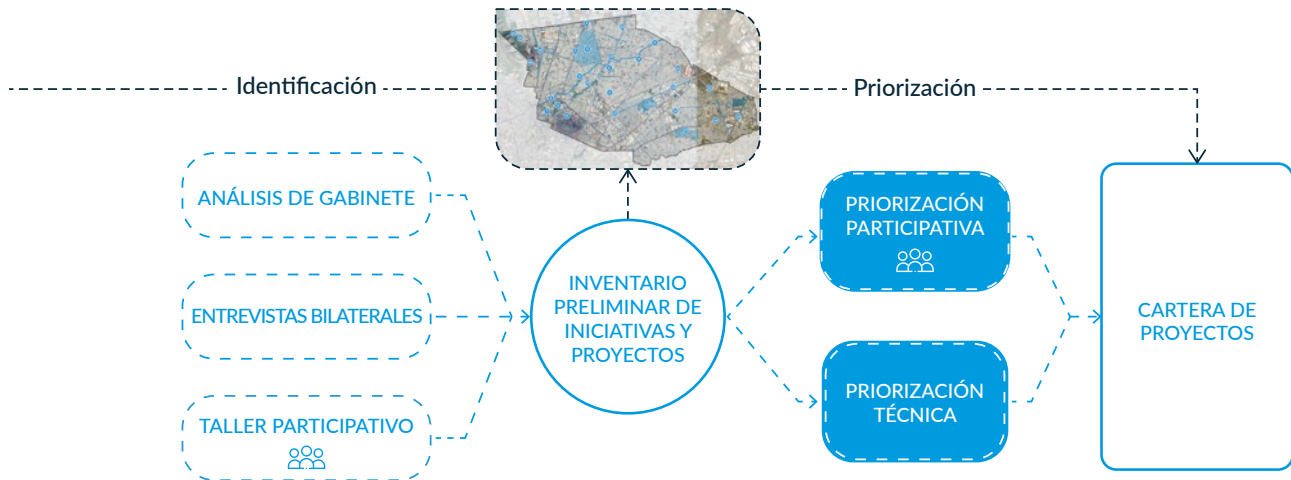 Identificación
Priorización
ANÁLISIS DE GABINETE
ENTREVISTAS BILATERALES
TALLER PARTICIPATIVO
INVENTARIO
PRELIMINAR DE
INICIATIVAS Y
PROYECTOS
PRIORIZACIÓN
PARTICIPATIVA
PRIORIZACIÓN
TÉCNICA
CARTERA DE
PROYECTOS